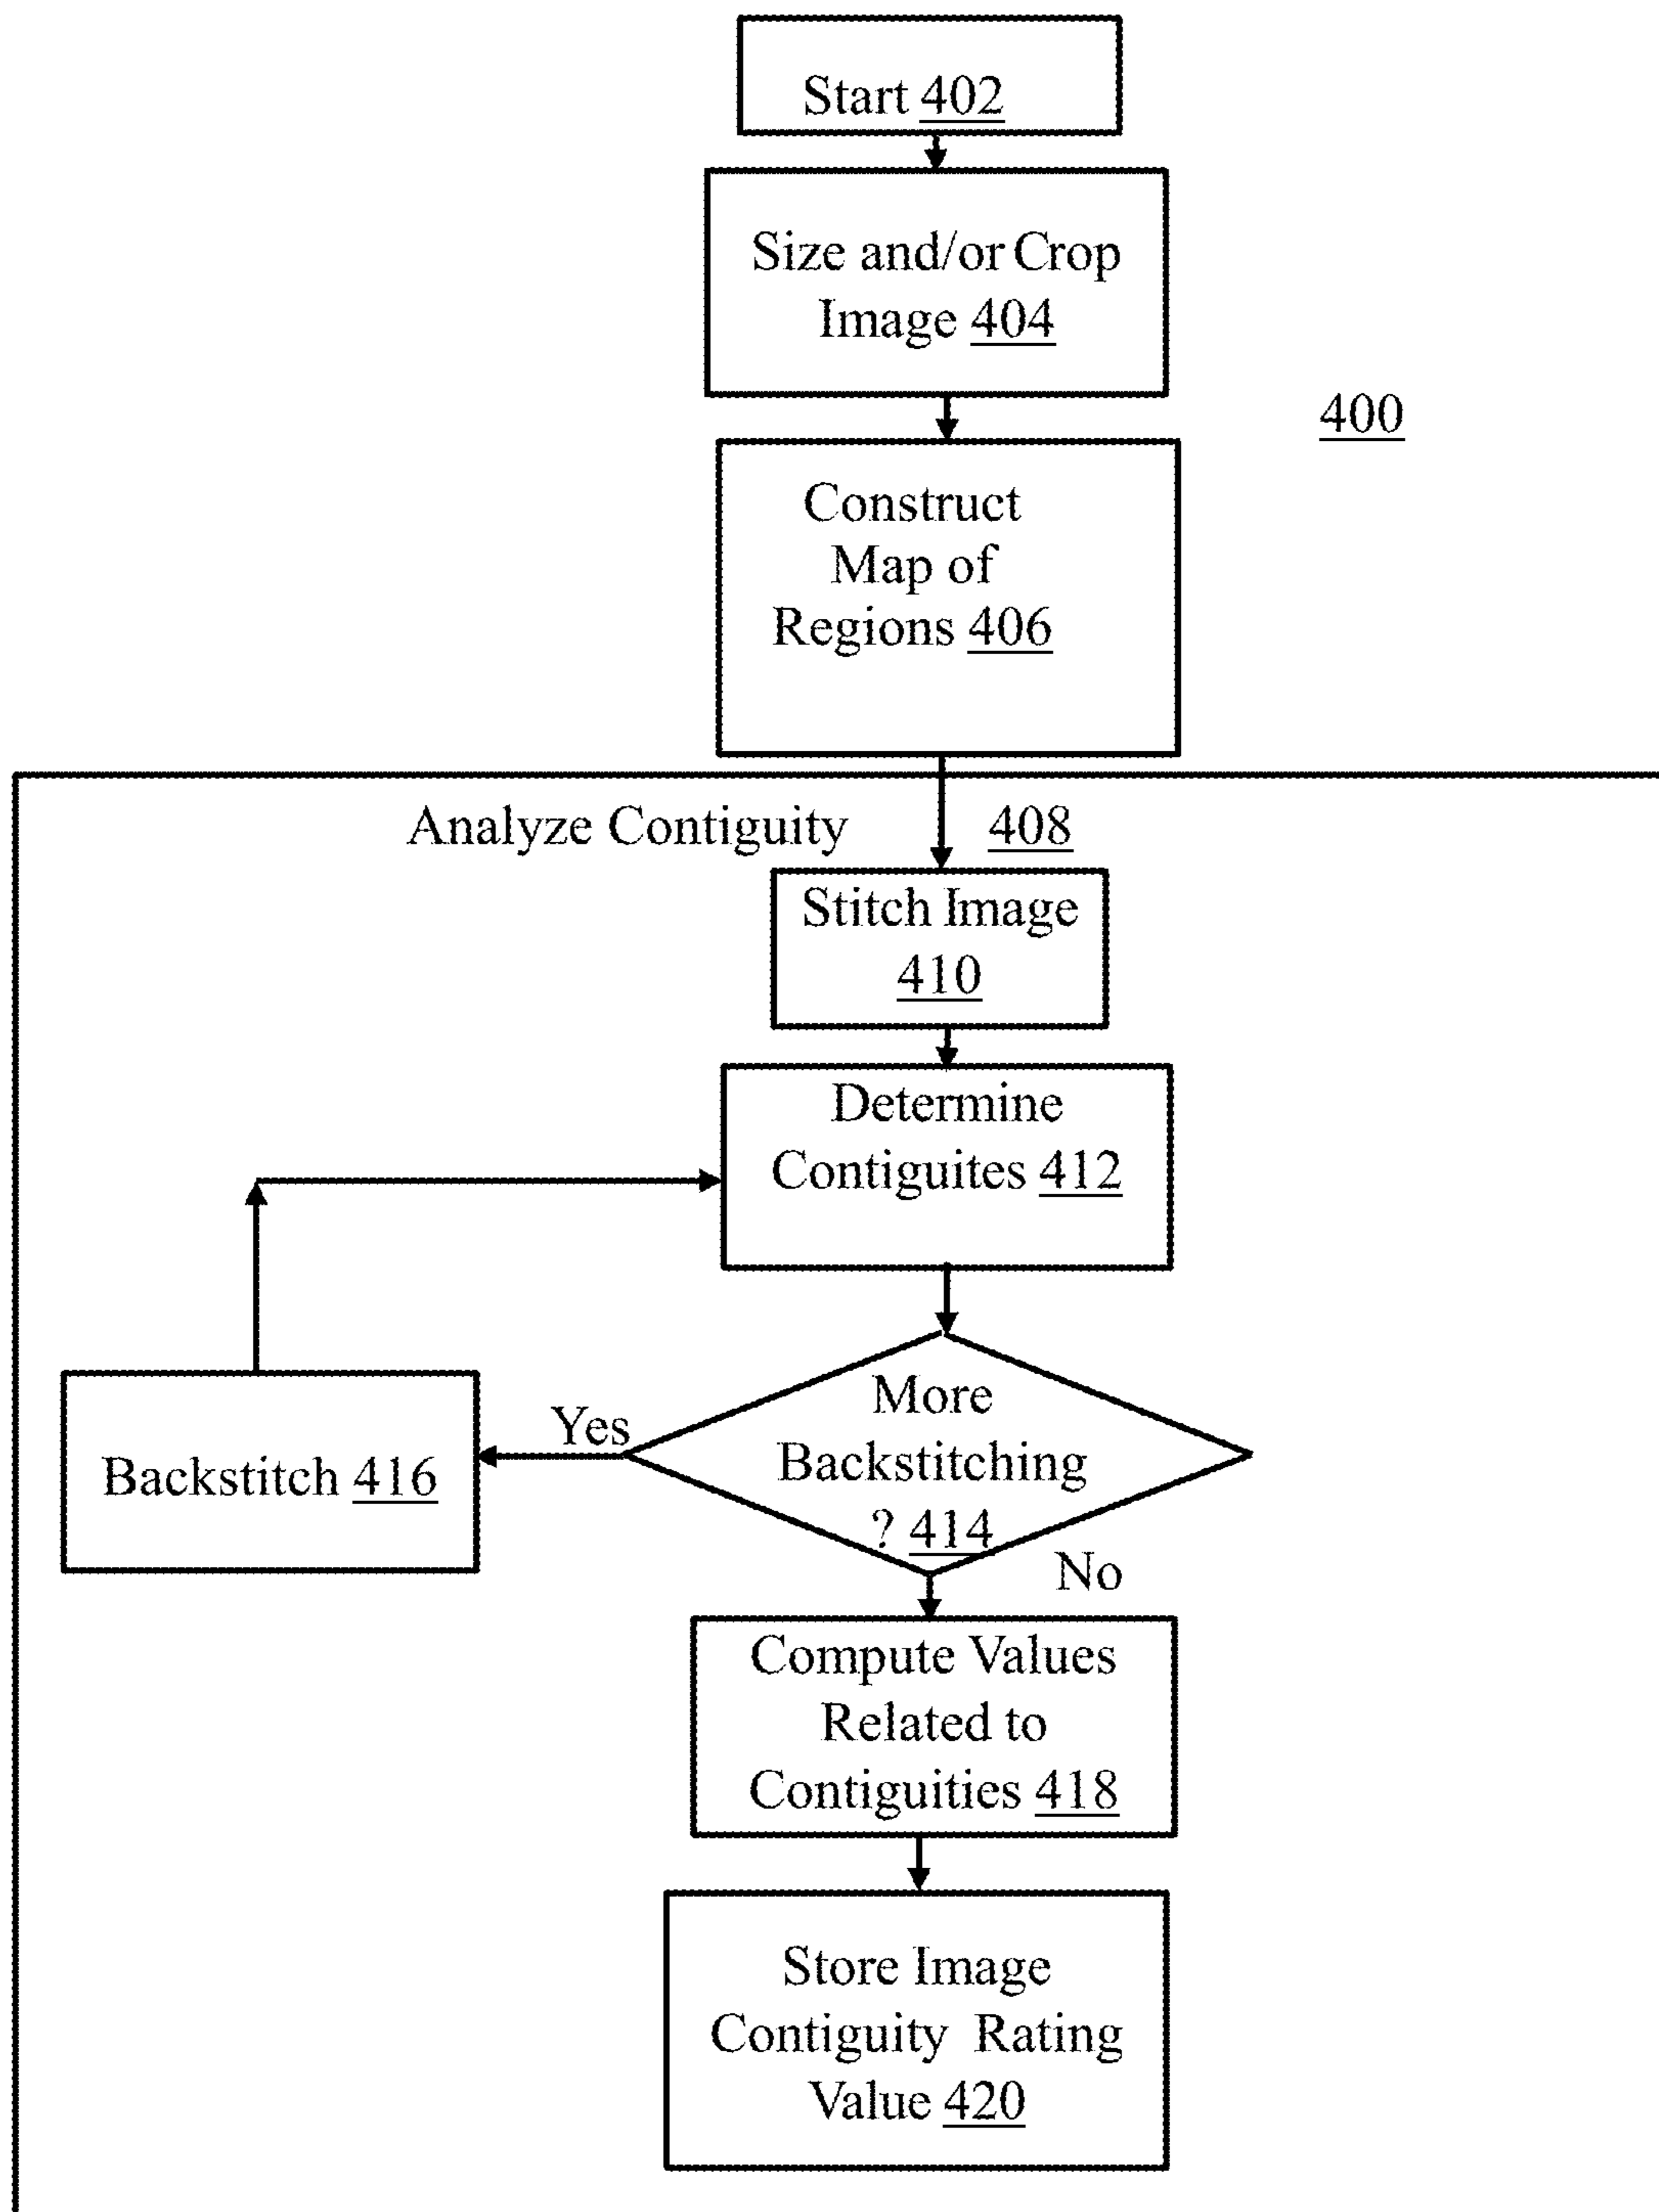 Start 402
Size and/or Crop
Image 404
400
Construct
Map of
Regions 406
Analyze Contiguity 408
Stitch Image
410
Determine
Contiguites 412
More
Backstitching
? 414
Yes
Backstitch 416
No
Compute Values
Related to
Contiguities 418
Store Image
Contiguity Rating
Value 420